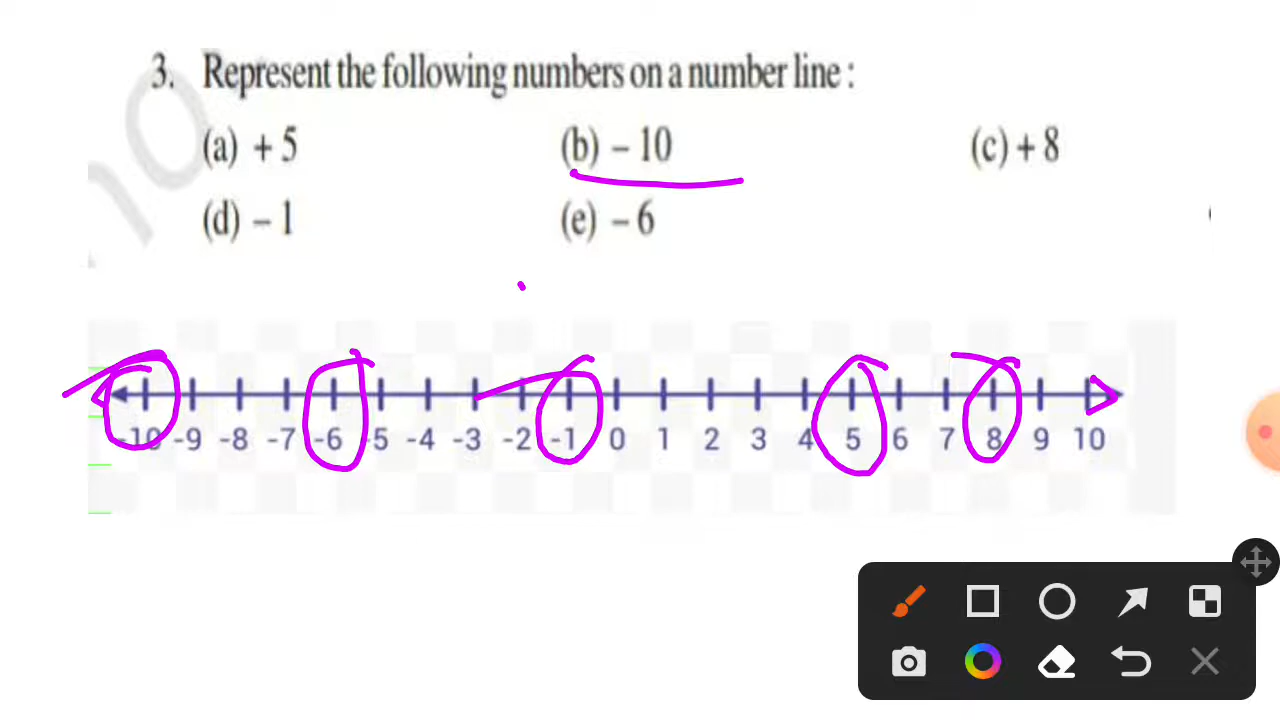 3. Represent the following numbers on a number line :
(a) + 5 (b) – 10 (c) + 8
(d) – 1 (e) – 6
-10 -9 -8 -7 -6 -5 -4 -3 -2 -1 0 1 2 3 4 5 6 7 8 9 10